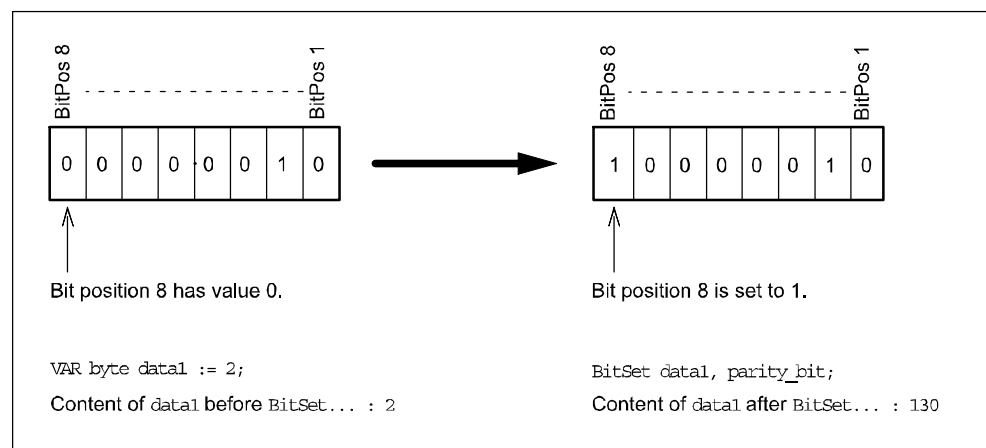 BitPos 8
BitPos 1
BitPos 8
BitPos 1
0 0 0 0 0 0 1 0
1 0 0 0 0 0 1 0
Bit position 8 has value 0.
Bit position 8 is set to 1.
VAR byte data1 := 2;
BitSet data1, parity_bit;
Content of data1 before BitSet... : 2
Content of data1 after BitSet... : 130